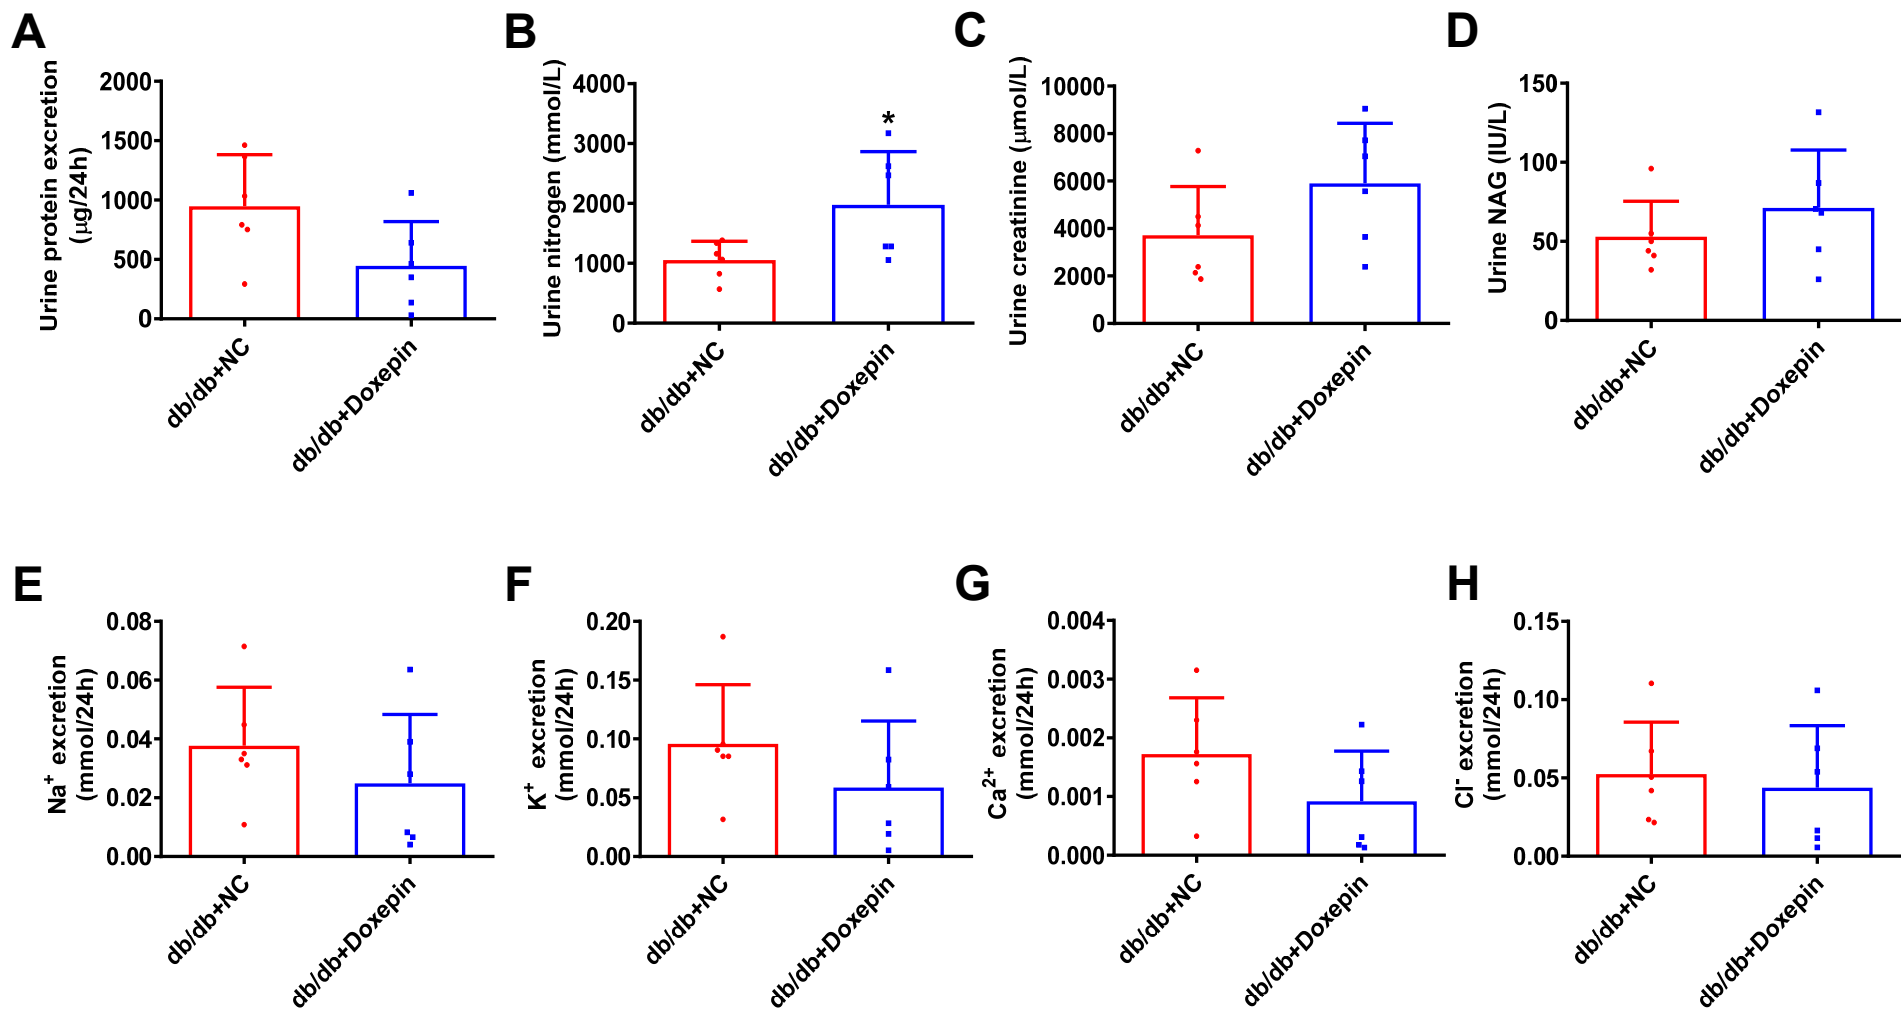 A
Urine protein excretion
(μg/24h)
2000
1500
1000
500
0
db/db+NC
db/db+Doxepin
B
Urine nitrogen (mmol/L)
4000
3000
2000
1000
0
*
db/db+NC
db/db+Doxepin
C
Urine creatinine (μmol/L)
10000
8000
6000
4000
2000
0
db/db+NC
db/db+Doxepin
D
Urine NAG (IU/L)
150
100
50
0
db/db+NC
db/db+Doxepin
E
Na⁺ excretion
(mmol/24h)
0.08
0.06
0.04
0.02
0.00
db/db+NC
db/db+Doxepin
F
K⁺ excretion
(mmol/24h)
0.20
0.15
0.10
0.05
0.00
db/db+NC
db/db+Doxepin
G
Ca²⁺ excretion
(mmol/24h)
0.004
0.003
0.002
0.001
0.000
db/db+NC
db/db+Doxepin
H
Cl⁻ excretion
(mmol/24h)
0.15
0.10
0.05
0.00
db/db+NC
db/db+Doxepin